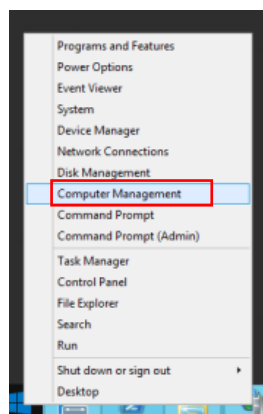 Programs and Features
Power Options
Event Viewer
System
Device Manager
Network Connections
Disk Management
Computer Management
Command Prompt
Command Prompt (Admin)
Task Manager
Control Panel
File Explorer
Search
Run
Shut down or sign out
Desktop